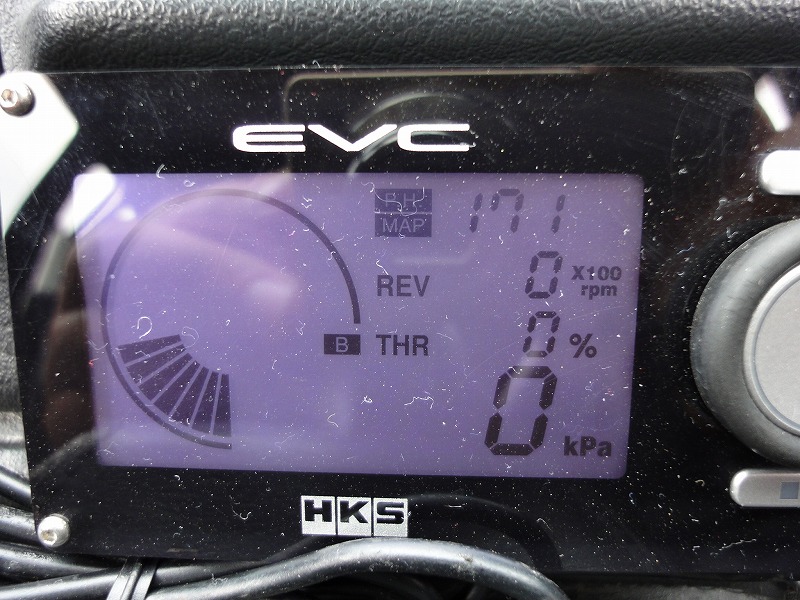 EVC
P.H. 171
MAP
REV 0 X100 rpm
B THR 0 %
0 kPa
HKS